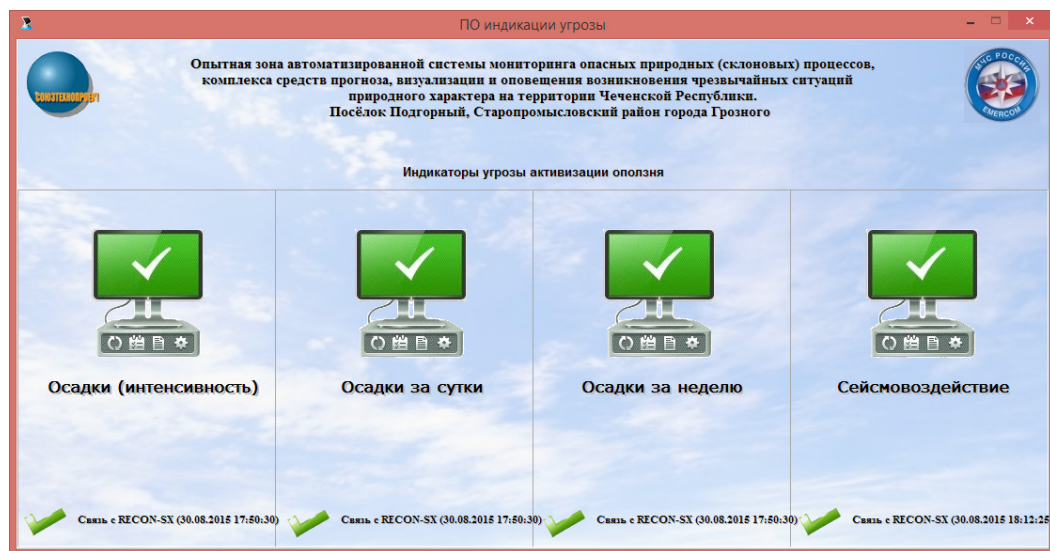 ПО индикации угрозы
Опытная зона автоматизированной системы мониторинга опасных природных (склоновых) процессов,
комплекса средств прогноза, визуализации и оповещения возникновения чрезвычайных ситуаций
природного характера на территории Чеченской Республики.
Посёлок Подгорный, Старопромысловский район города Грозного
СОЮЗТЕХНОПРОЕКТ
МЧС РОССИИ
EMERCOM
Индикаторы угрозы активизации оползня
Осадки (интенсивность)
Осадки за сутки
Осадки за неделю
Сейсмовоздействие
Связь с RECON-SX (30.08.2015 17:50:30)
Связь с RECON-SX (30.08.2015 17:50:30)
Связь с RECON-SX (30.08.2015 17:50:30)
Связь с RECON-SX (30.08.2015 18:12:25